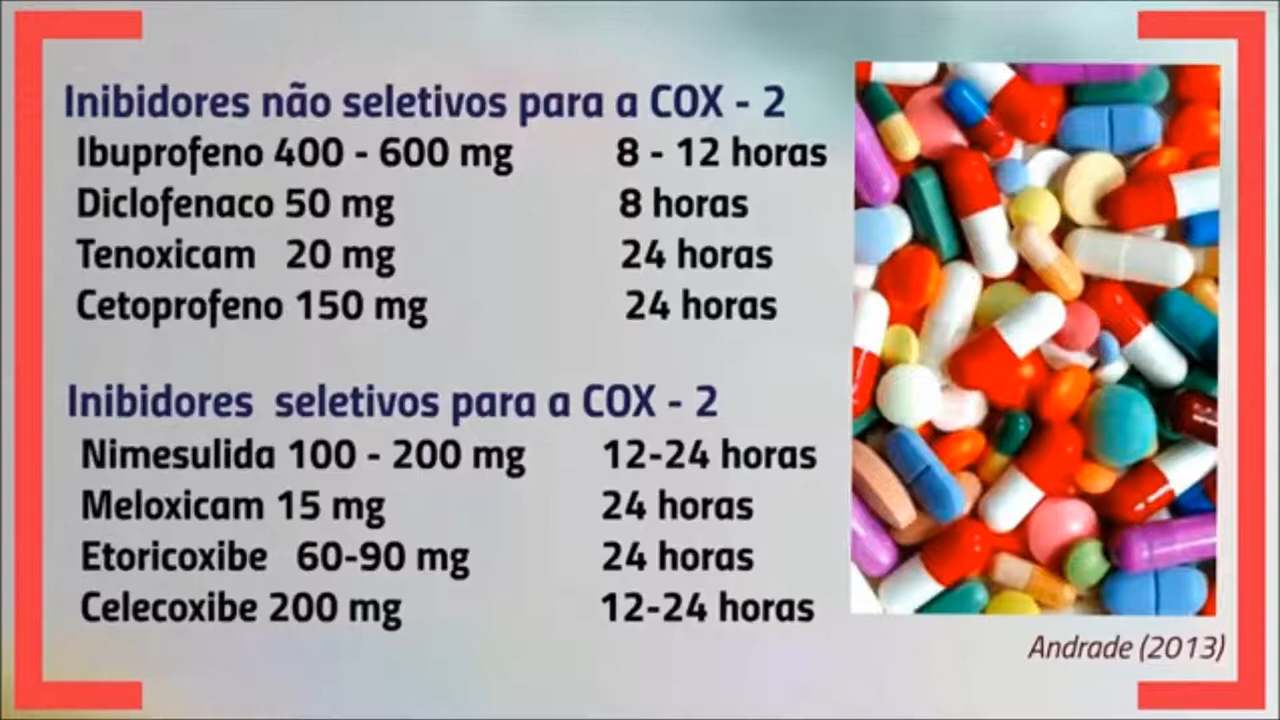 Inibidores não seletivos para a COX - 2
Ibuprofeno 400 - 600 mg 8 - 12 horas
Diclofenaco 50 mg 8 horas
Tenoxicam 20 mg 24 horas
Cetoprofeno 150 mg 24 horas
Inibidores seletivos para a COX - 2
Nimesulida 100 - 200 mg 12-24 horas
Meloxicam 15 mg 24 horas
Etoricoxibe 60-90 mg 24 horas
Celecoxibe 200 mg 12-24 horas
Andrade (2013)